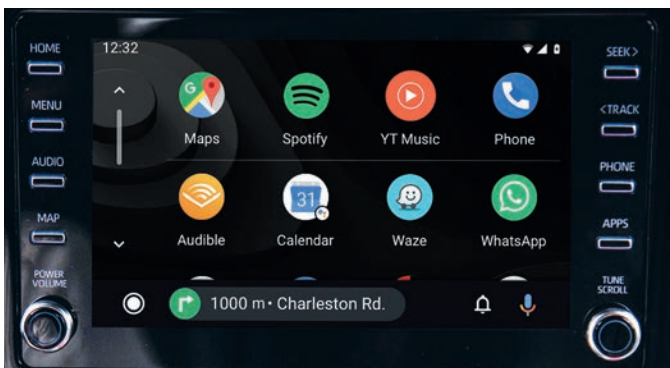 HOME
MENU
AUDIO
MAP
POWER
VOLUME
12:32
G
Maps
Spotify
YT Music
Phone
31
Audible
Calendar
Waze
WhatsApp
1000 m • Charleston Rd.
SEEK >
< TRACK
PHONE
APPS
TUNE
SCROLL